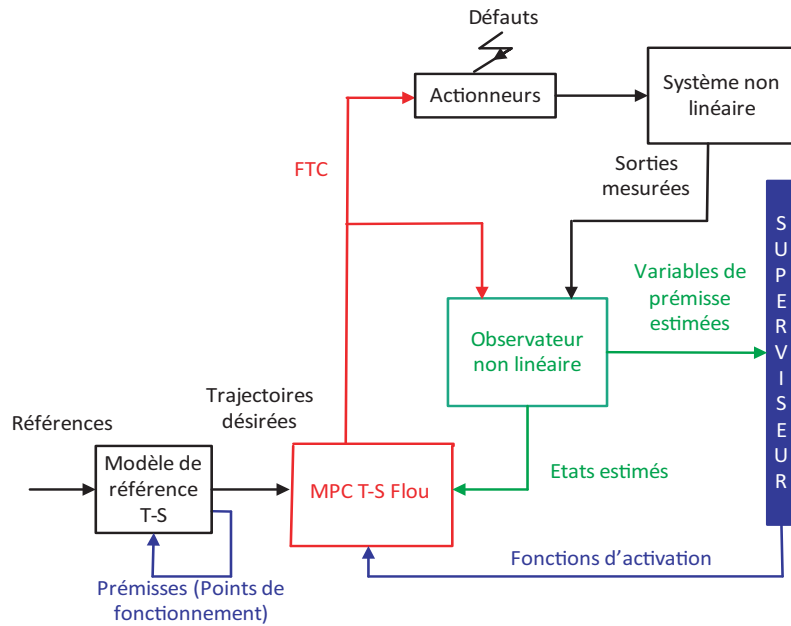 Défauts
Actionneurs
Système non
linéaire
FTC
Sorties
mesurées
SUPERVISEUR
Variables de
prémisse
estimées
Observateur
non linéaire
Trajectoires
désirées
Références
Modèle de
référence
T-S
MPC T-S Flou
Etats estimés
Fonctions d'activation
Prémisses (Points de
fonctionnement)